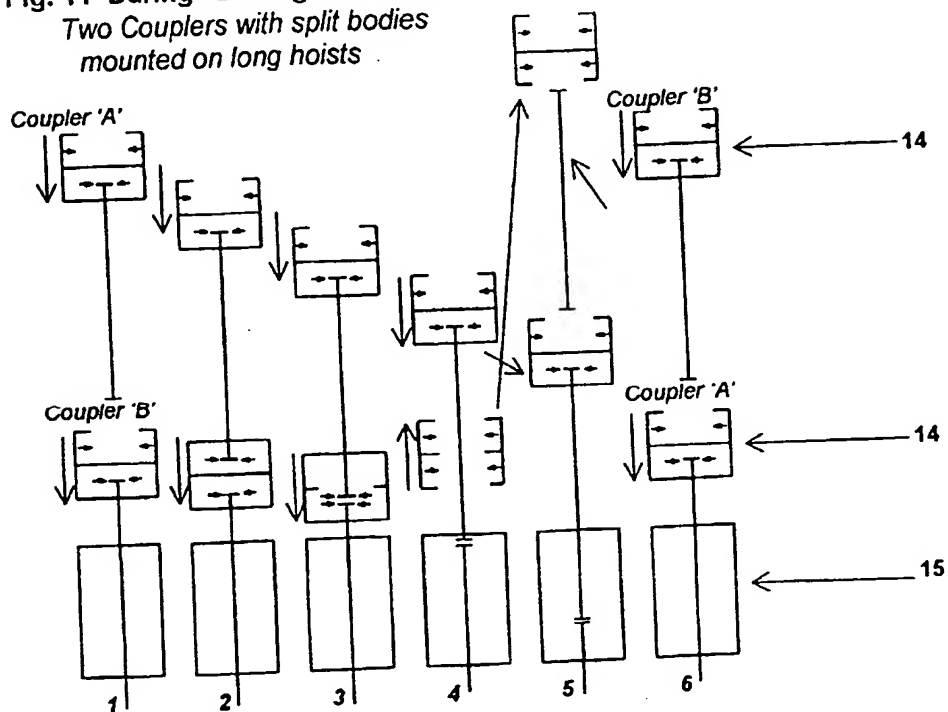 Two Couplers with split bodies
mounted on long hoists
Coupler 'A'
Coupler 'B'
14
Coupler 'B'
Coupler 'A'
14
15
1 2 3 4 5 6